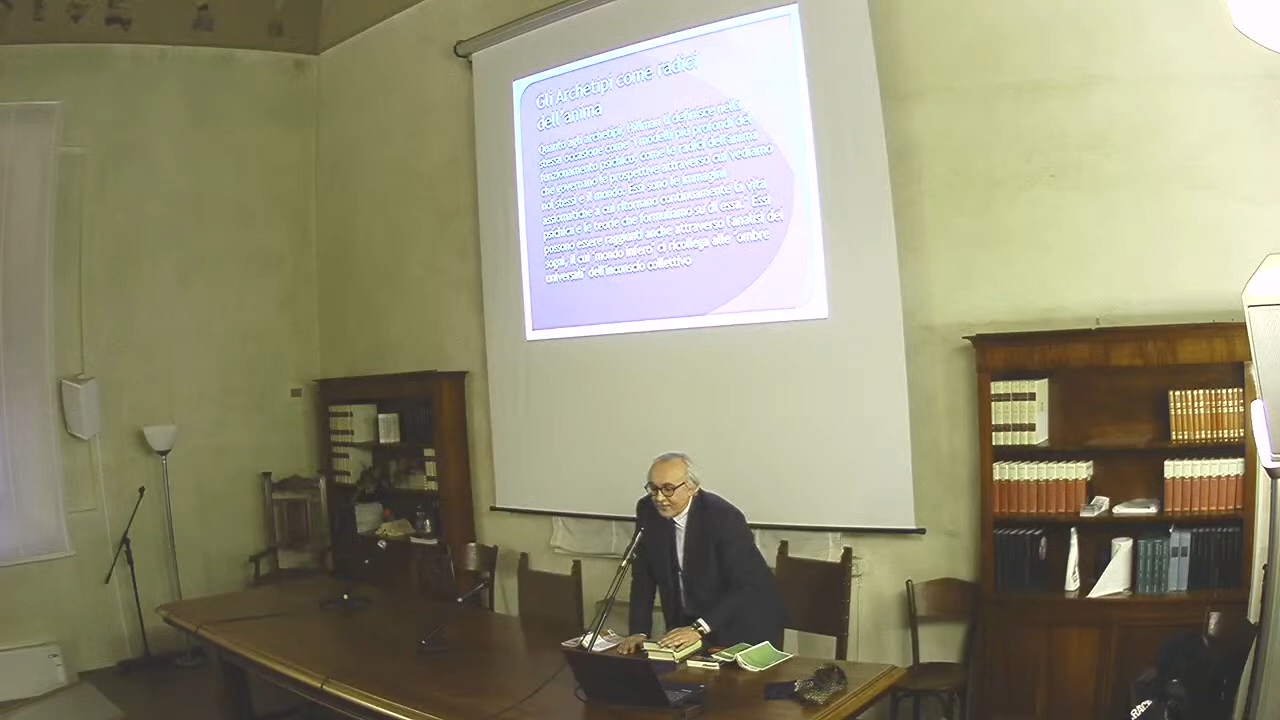 Gli Archetipi come radici
dell'anima
Quanto agli archetipi, Hillman li definisce nella
stessa occasione come "i modelli più profondi del
funzionamento psichico, come le radici dell'anima
che governano le prospettive attraverso cui vediamo
noi stessi e il mondo. Essi sono le immagini
assiomatiche a cui ritornano continuamente la vita
psichica e le teorie che formuliamo su di essa". Essi
possono essere raggiunti anche attraverso l'analisi dei
sogni, il cui "mondo infero" ci ricollega alle "ombre
universali" dell'inconscio collettivo